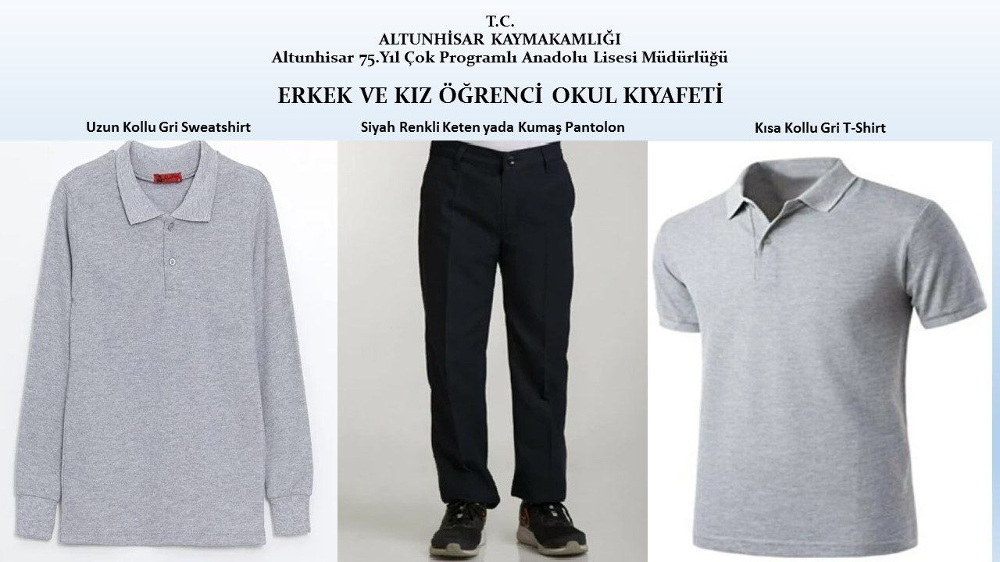 T.C.
ALTUNHİSAR KAYMAKAMLIĞI
Altunhisar 75.Yıl Çok Programlı Anadolu Lisesi Müdürlüğü
ERKEK VE KIZ ÖĞRENCİ OKUL KIYAFETİ
Uzun Kollu Gri Sweatshirt
Siyah Renkli Keten yada Kumaş Pantolon
Kısa Kollu Gri T-Shirt